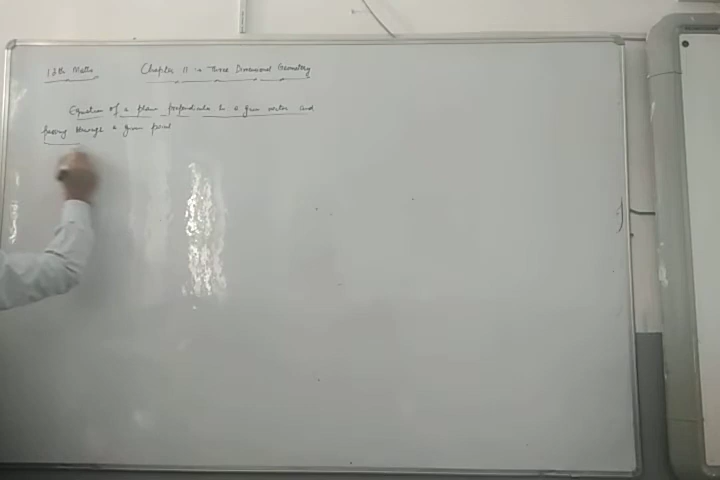 12th Maths
Chapter 11 → Three Dimensional Geometry
Equation of a plane perpendicular to a given vector and
passing through a given point